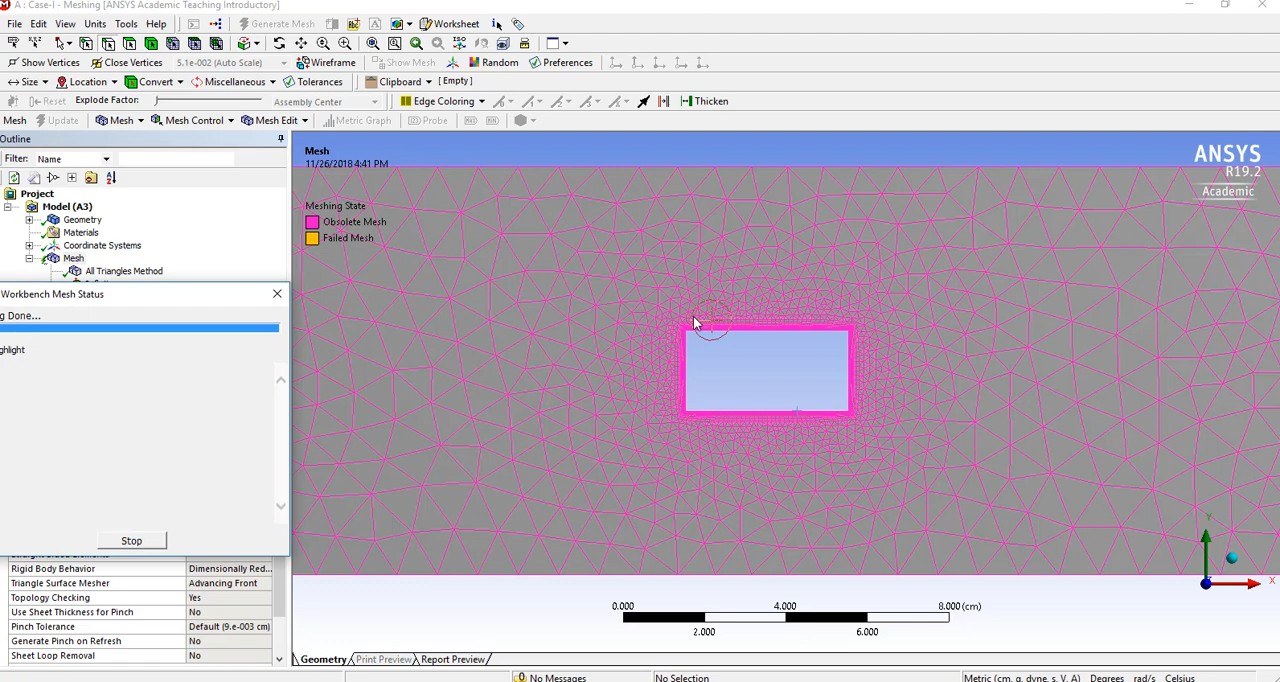 A : Case-I - Meshing [ANSYS Academic Teaching Introductory]
File Edit View Units Tools Help Generate Mesh Worksheet
Show Vertices Close Vertices 5.1e-002 (Auto Scale) Wireframe Show Mesh Random Preferences
Size Location Convert Miscellaneous Tolerances Clipboard [Empty]
Reset Explode Factor: Assembly Center Edge Coloring Thicken
Mesh Update Mesh Mesh Control Mesh Edit Metric Graph Probe
Outline
Filter: Name
Project
Model (A3)
Geometry
Materials
Coordinate Systems
Mesh
All Triangles Method
Workbench Mesh Status
g Done...
ghlight
Stop
Rigid Body Behavior Dimensionally Red...
Triangle Surface Mesher Advancing Front
Topology Checking Yes
Use Sheet Thickness for Pinch No
Pinch Tolerance Default (9.e-003 cm)
Generate Pinch on Refresh No
Sheet Loop Removal No
Mesh
11/26/2018 4:41 PM
Meshing State
Obsolete Mesh
Failed Mesh
ANSYS
R19.2
Academic
Y
X
0.000 4.000 8.000 (cm)
2.000 6.000
Geometry Print Preview Report Preview
No Messages No Selection Metric (cm, g, dyne, s, V, A) Degrees rad/s Celsius